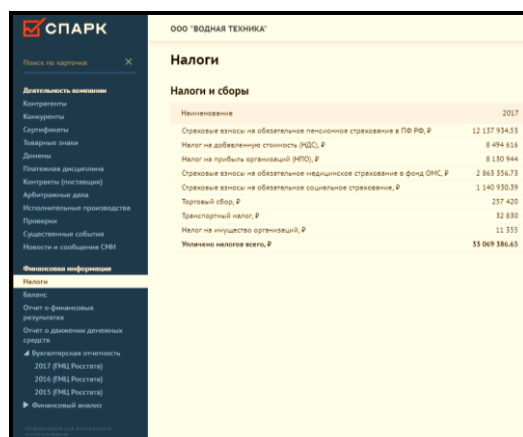 СПАРК
Поиск по карточке ×
Деятельность компании
Контрагенты
Конкуренты
Сертификаты
Товарные знаки
Домены
Платежная дисциплина
Контракты (поставщик)
Арбитражные дела
Исполнительные производства
Проверки
Существенные события
Новости и сообщения СМИ
Финансовая информация
Налоги
Баланс
Отчет о финансовых
результатах
Отчет о движении денежных
средств
Бухгалтерская отчетность
2017 (ГМЦ Росстата)
2016 (ГМЦ Росстата)
2015 (ГМЦ Росстата)
Финансовый анализ
Информация для внутреннего
использования
ООО "ВОДНАЯ ТЕХНИКА"
Налоги
Налоги и сборы
Наименование 2017
Страховые взносы на обязательное пенсионное страхование в ПФ РФ, ₽ 12 137 934.53
Налог на добавленную стоимость (НДС), ₽ 8 494 616
Налог на прибыль организаций (НПО), ₽ 8 130 944
Страховые взносы на обязательное медицинское страхование в фонд ОМС, ₽ 2 863 356.73
Страховые взносы на обязательное социальное страхование, ₽ 1 140 930.39
Торговый сбор, ₽ 257 420
Транспортный налог, ₽ 32 830
Налог на имущество организаций, ₽ 11 355
Уплачено налогов всего, ₽ 33 069 386.65